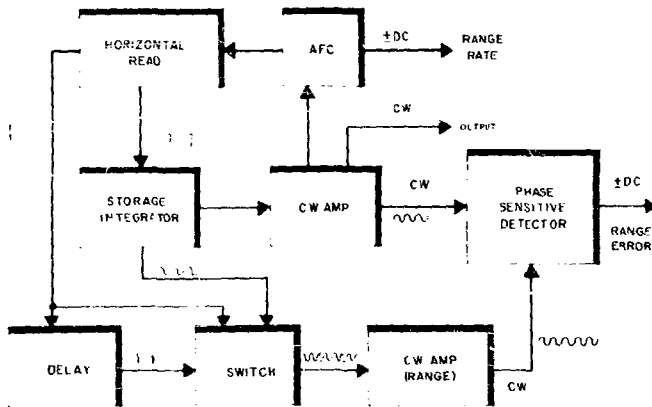 HORIZONTAL
READ
AFC
±DC
RANGE
RATE
CW
OUTPUT
STORAGE
INTEGRATOR
CW AMP
CW
PHASE
SENSITIVE
DETECTOR
±DC
RANGE
ERROR
DELAY
SWITCH
CW AMP
(RANGE)
CW